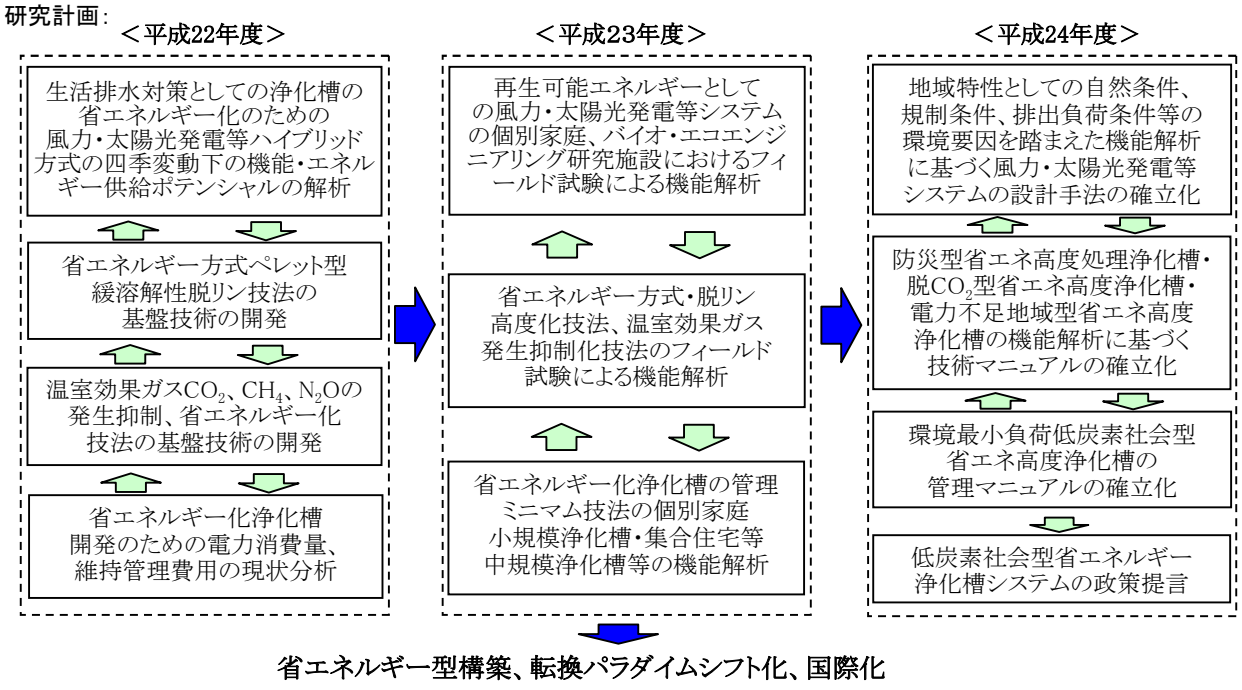 研究計画:
＜平成22年度＞
生活排水対策としての浄化槽の
省エネルギー化のための
風力・太陽光発電等ハイブリッド
方式の四季変動下の機能・エネル
ギー供給ポテンシャルの解析
省エネルギー方式ペレット型
緩溶解性脱リン技法の
基盤技術の開発
温室効果ガスCO₂、CH₄、N₂Oの
発生抑制、省エネルギー化
技法の基盤技術の開発
省エネルギー化浄化槽
開発のための電力消費量、
維持管理費用の現状分析
＜平成23年度＞
再生可能エネルギーとして
の風力・太陽光発電等システム
の個別家庭、バイオ・エコエンジ
ニアリング研究施設におけるフィ
ールド試験による機能解析
省エネルギー方式・脱リン
高度化技法、温室効果ガス
発生抑制化技法のフィールド
試験による機能解析
省エネルギー化浄化槽の管理
ミニマム技法の個別家庭
小規模浄化槽・集合住宅等
中規模浄化槽等の機能解析
＜平成24年度＞
地域特性としての自然条件、
規制条件、排出負荷条件等の
環境要因を踏まえた機能解析
に基づく風力・太陽光発電等
システムの設計手法の確立化
防災型省エネ高度処理浄化槽・
脱CO₂型省エネ高度浄化槽・
電力不足地域型省エネ高度
浄化槽の機能解析に基づく
技術マニュアルの確立化
環境最小負荷低炭素社会型
省エネ高度浄化槽の
管理マニュアルの確立化
低炭素社会型省エネルギー
浄化槽システムの政策提言
省エネルギー型構築、転換パラダイムシフト化、国際化